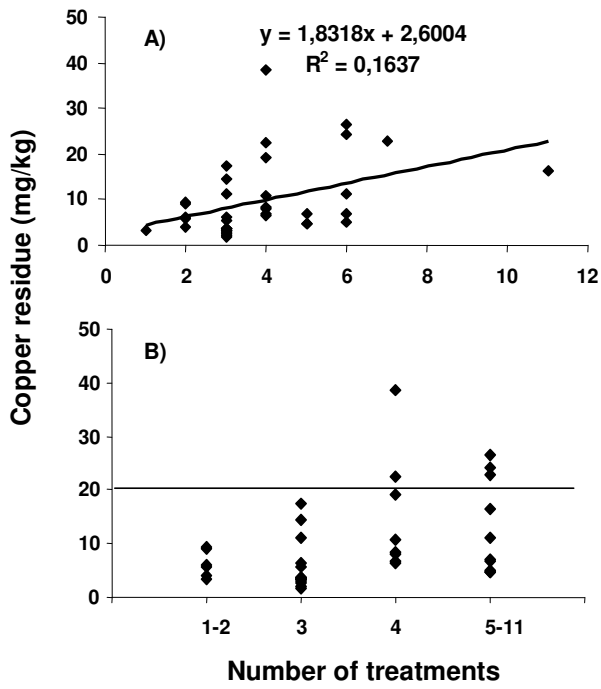 Copper residue (mg/kg)
A)
y = 1,8318x + 2,6004
R² = 0,1637
50
40
30
20
10
0
0 2 4 6 8 10 12
B)
50
40
30
20
10
0
1-2 3 4 5-11
Number of treatments